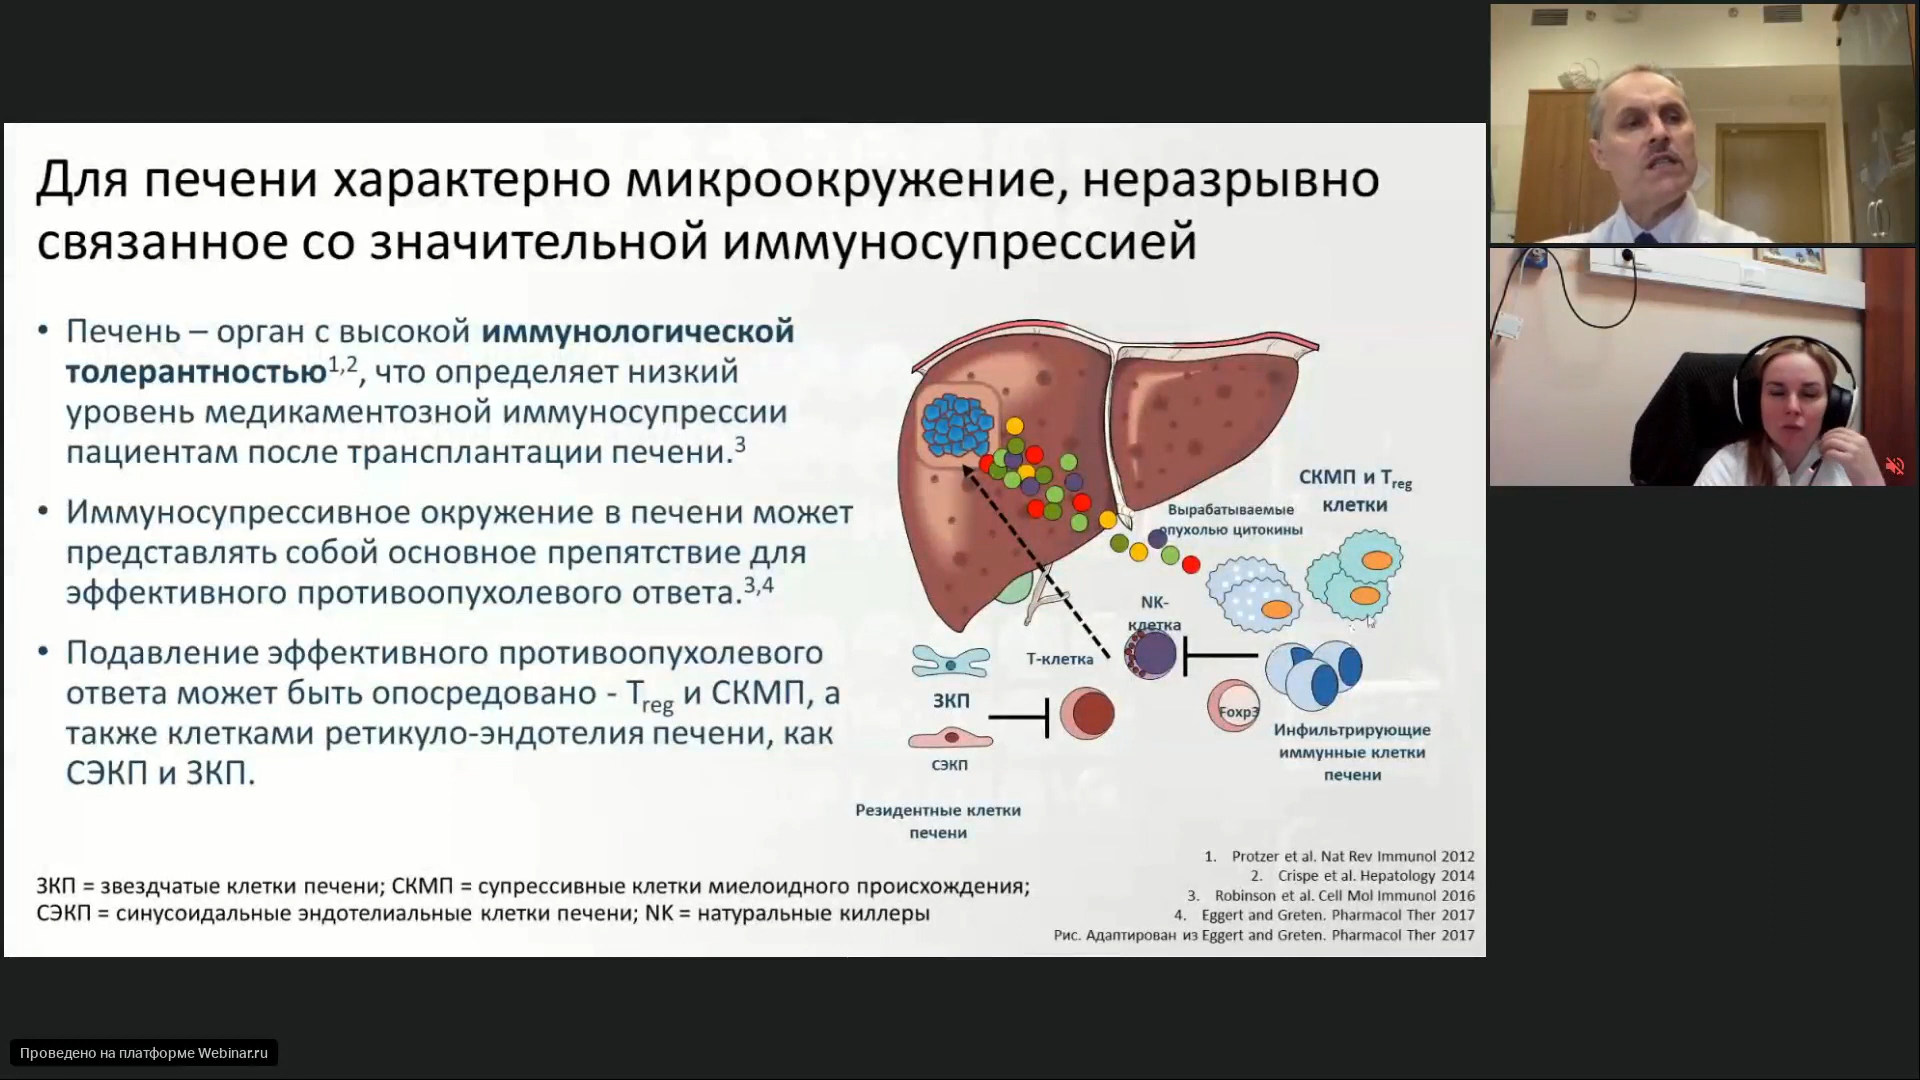 Для печени характерно микроокружение, неразрывно
связанное со значительной иммуносупрессией
• Печень – орган с высокой иммунологической
толерантностью1,2, что определяет низкий
уровень медикаментозной иммуносупрессии
пациентам после трансплантации печени.3
• Иммуносупрессивное окружение в печени может
представлять собой основное препятствие для
эффективного противоопухолевого ответа.3,4
• Подавление эффективного противоопухолевого
ответа может быть опосредовано - Treg и СКМП, а
также клетками ретикуло-эндотелия печени, как
СЭКП и ЗКП.
СКМП и Treg
клетки
Вырабатываемые
опухолью цитокины
NK-
клетка
Т-клетка
ЗКП
Foxp3
СЭКП
Инфильтрирующие
иммунные клетки
печени
Резидентные клетки
печени
ЗКП = звездчатые клетки печени; СКМП = супрессивные клетки миелоидного происхождения;
СЭКП = синусоидальные эндотелиальные клетки печени; NK = натуральные киллеры
1. Protzer et al. Nat Rev Immunol 2012
2. Crispe et al. Hepatology 2014
3. Robinson et al. Cell Mol Immunol 2016
4. Eggert and Greten. Pharmacol Ther 2017
Рис. Адаптирован из Eggert and Greten. Pharmacol Ther 2017
Проведено на платформе Webinar.ru